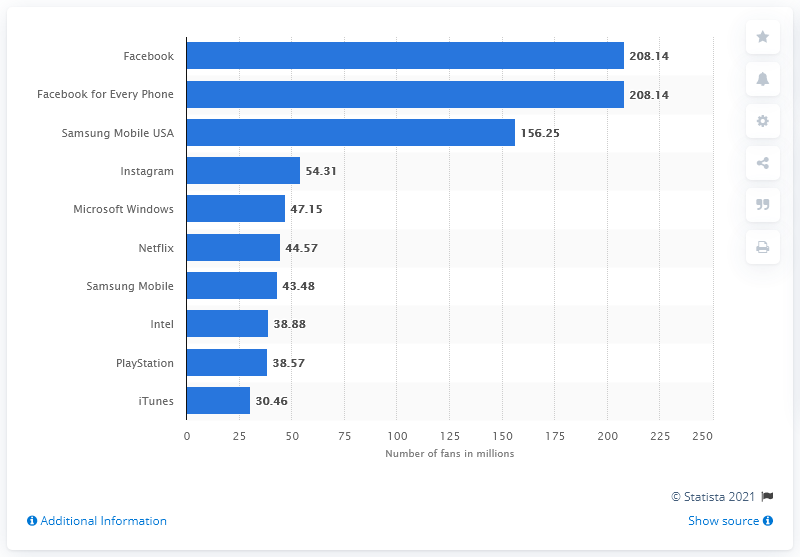 Facebook 208.14
Facebook for Every Phone 208.14
Samsung Mobile USA 156.25
Instagram 54.31
Microsoft Windows 47.15
Netflix 44.57
Samsung Mobile 43.48
Intel 38.88
PlayStation 38.57
iTunes 30.46
0 25 50 75 100 125 150 175 200 225 250
Number of fans in millions
© Statista 2021
Additional Information Show source